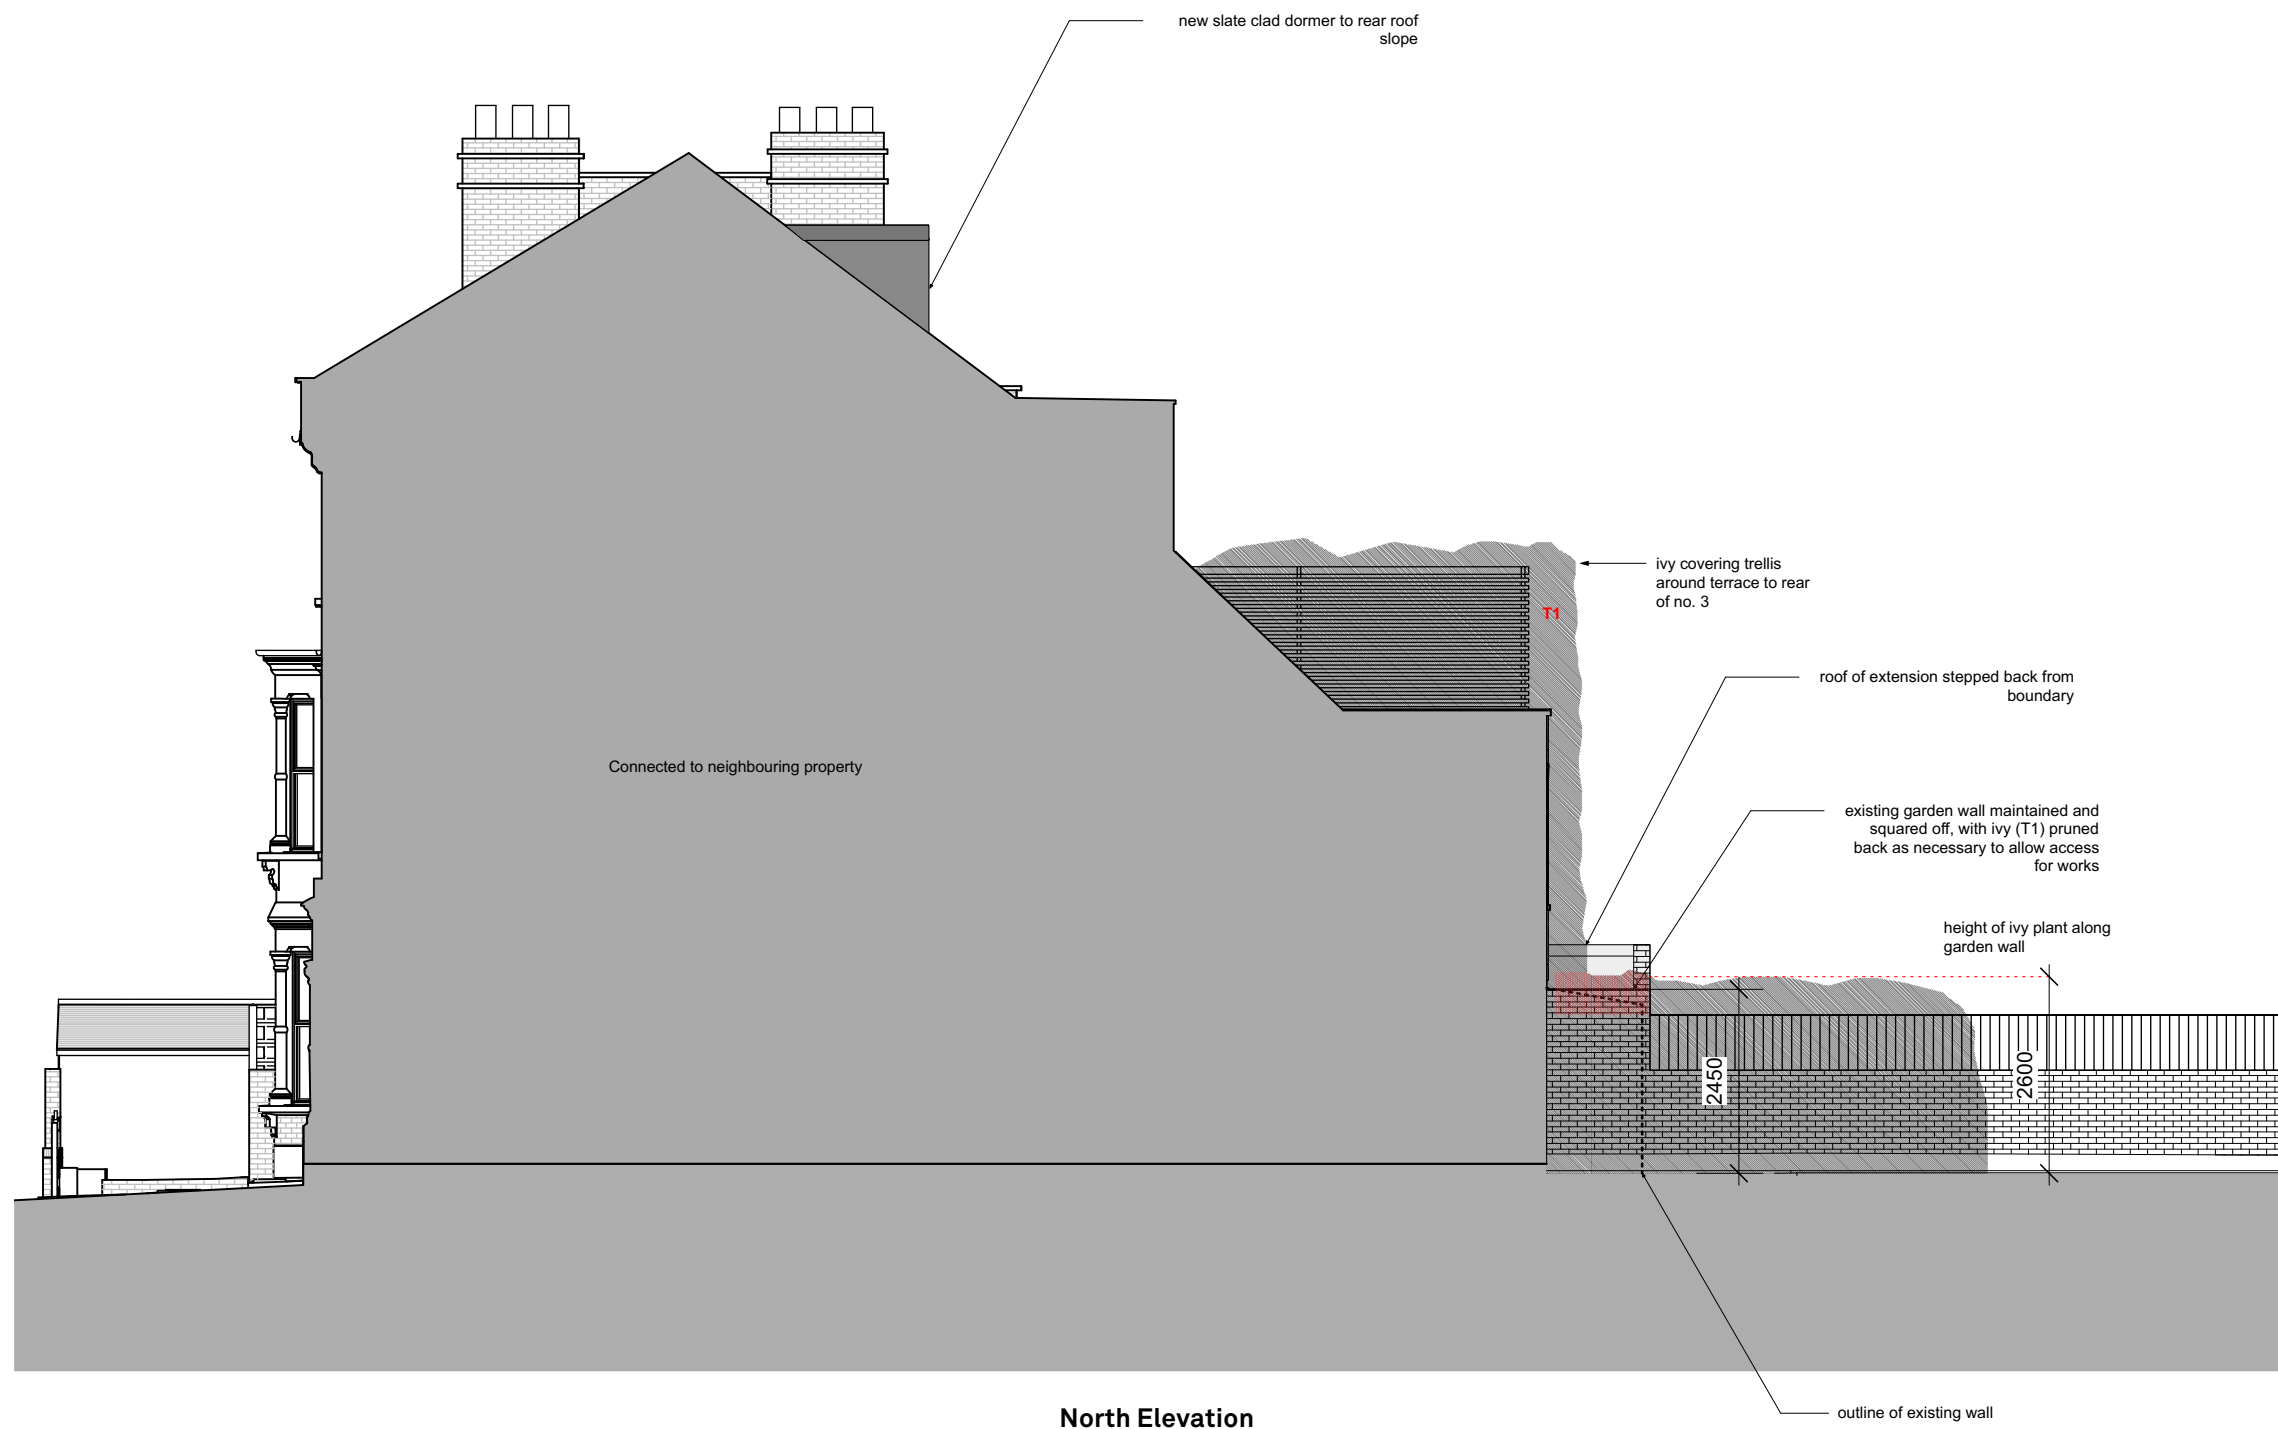 new slate clad dormer to rear roof
slope
ivy covering trellis
around terrace to rear
of no. 3
T1
roof of extension stepped back from
boundary
Connected to neighbouring property
existing garden wall maintained and
squared off, with ivy (T1) pruned
back as necessary to allow access
for works
height of ivy plant along
garden wall
2450
2600
outline of existing wall
North Elevation